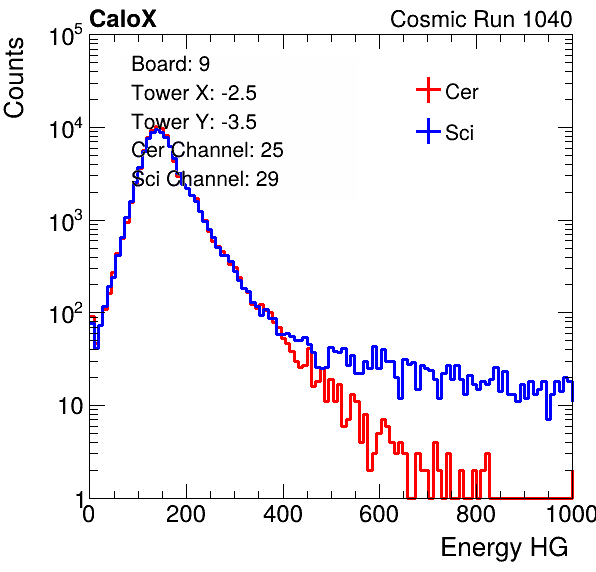 CaloX Cosmic Run 1040
Counts
Board: 9
Tower X: -2.5
Tower Y: -3.5
Cer Channel: 25
Sci Channel: 29
Cer
Sci
10^5
10^4
10^3
10^2
10
1
0 200 400 600 800 1000
Energy HG